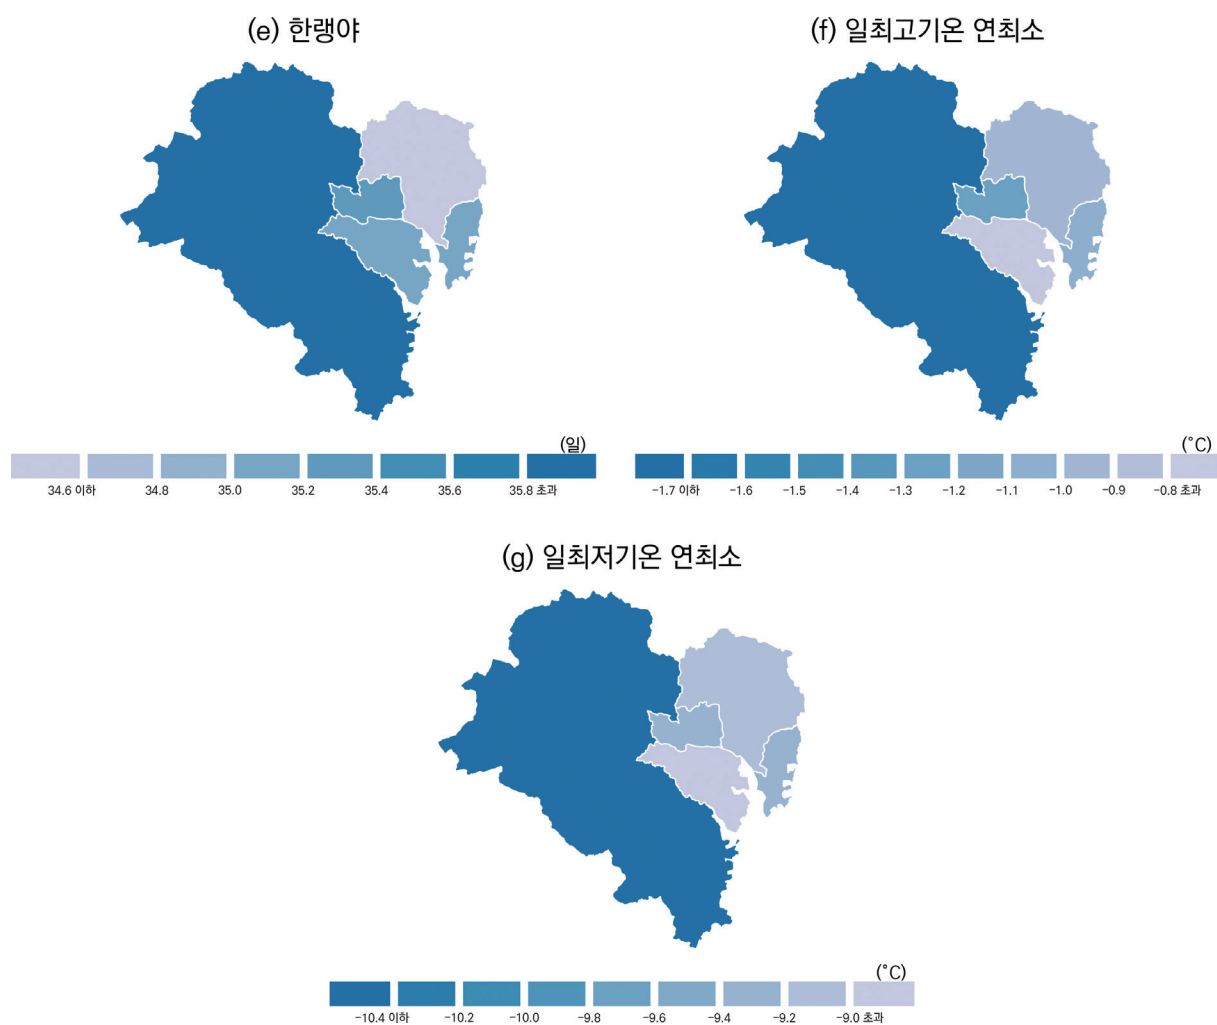 (e) 한랭야
(f) 일최고기온 연최소
(일)
34.6 이하 34.8 35.0 35.2 35.4 35.6 35.8 초과
(°C)
-1.7 이하 -1.6 -1.5 -1.4 -1.3 -1.2 -1.1 -1.0 -0.9 -0.8 초과
(g) 일최저기온 연최소
(°C)
-10.4 이하 -10.2 -10.0 -9.8 -9.6 -9.4 -9.2 -9.0 초과